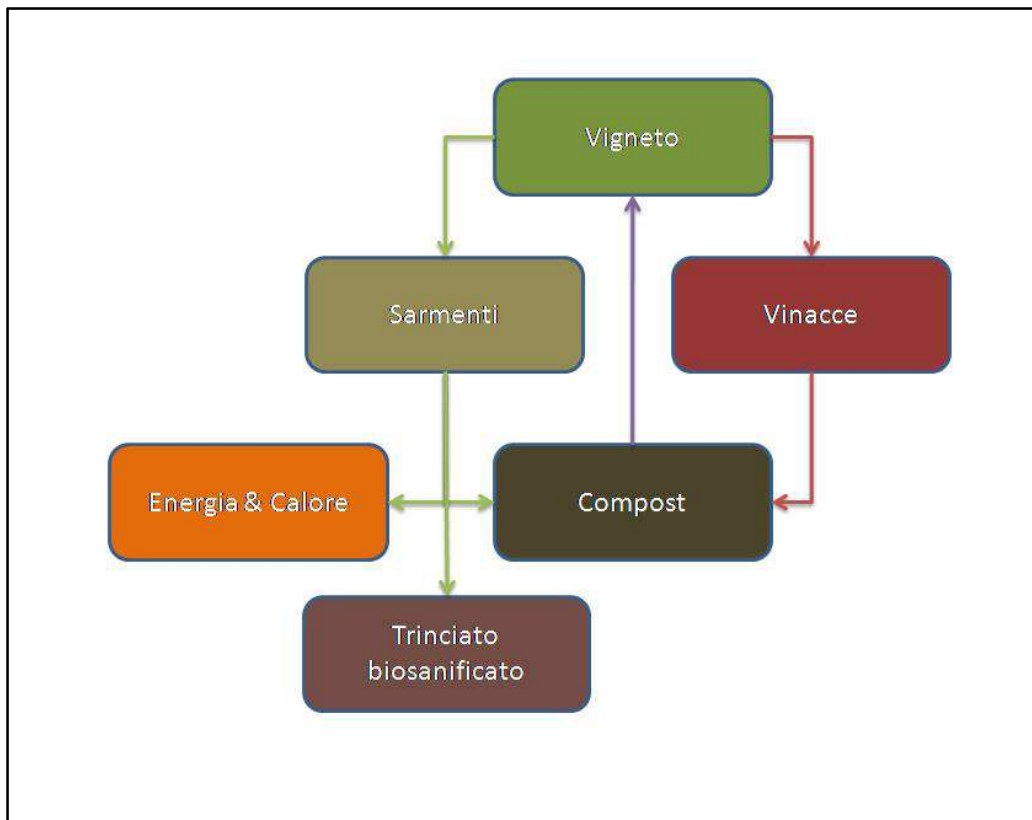 Vigneto
Sarmenti
Vinacce
Energia & Calore
Compost
Trinciato
biosanificato